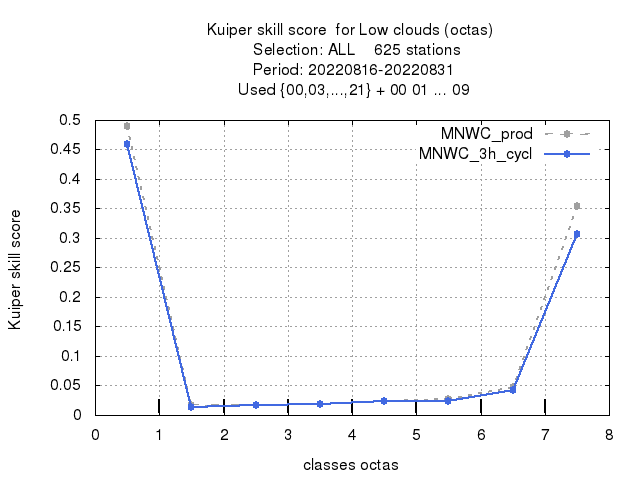 Kuiper skill score  for Low clouds (octas)
Selection: ALL    625 stations
Period: 20220816-20220831
Used {00,03,...,21} + 00 01 ... 09
MNWC_prod
MNWC_3h_cycl
0.5
0.45
0.4
0.35
0.3
0.25
0.2
0.15
0.1
0.05
0
Kuiper skill score
0 1 2 3 4 5 6 7 8
classes octas